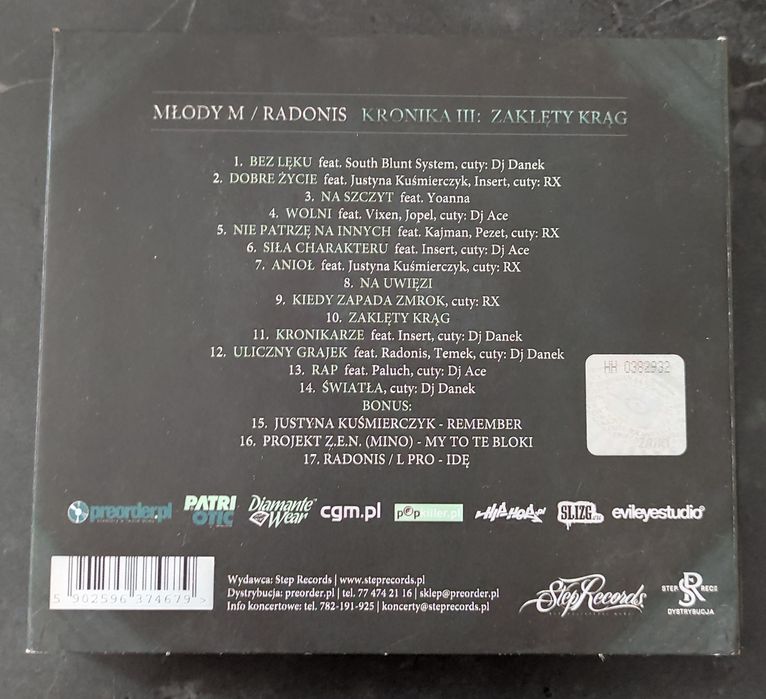 MŁODY M / RADONIS KRONIKA III: ZAKLĘTY KRĄG
1. BEZ LĘKU feat. South Blunt System, cuty: Dj Danek
2. DOBRE ŻYCIE feat. Justyna Kuśmierczyk, Insert, cuty: RX
3. NA SZCZYT feat. Yoanna
4. WOLNI feat. Vixen, Jopel, cuty: Dj Ace
5. NIE PATRZĘ NA INNYCH feat. Kajman, Pezet, cuty: RX
6. SIŁA CHARAKTERU feat. Insert, cuty: Dj Ace
7. ANIOŁ feat. Justyna Kuśmierczyk, cuty: RX
8. NA UWIĘZI
9. KIEDY ZAPADA ZMROK, cuty: RX
10. ZAKLĘTY KRĄG
11. KRONIKARZE feat. Insert, cuty: Dj Danek
12. ULICZNY GRAJEK feat. Radonis, Temek, cuty: Dj Danek
13. RAP feat. Paluch, cuty: Dj Ace
14. ŚWIATŁA, cuty: Dj Danek
BONUS:
15. JUSTYNA KUŚMIERCZYK - REMEMBER
16. PROJEKT Z.E.N. (MINO) - MY TO TE BLOKI
17. RADONIS / L PRO - IDĘ
HH 0382932
preorder.pl
PATRI
OTIC
Diamante
Wear
cgm.pl
popkiller.pl
HIP-HOP.pl
SLIZG
evileyestudio
5 902596 374679 >
Wydawca: Step Records | www.steprecords.pl
Dystrybucja: preorder.pl | tel. 77 474 21 16 | sklep@preorder.pl
Info koncertowe: tel. 782-191-925 | koncerty@steprecords.pl
Step Records
STEP RECS
DYSTRYBUCJA